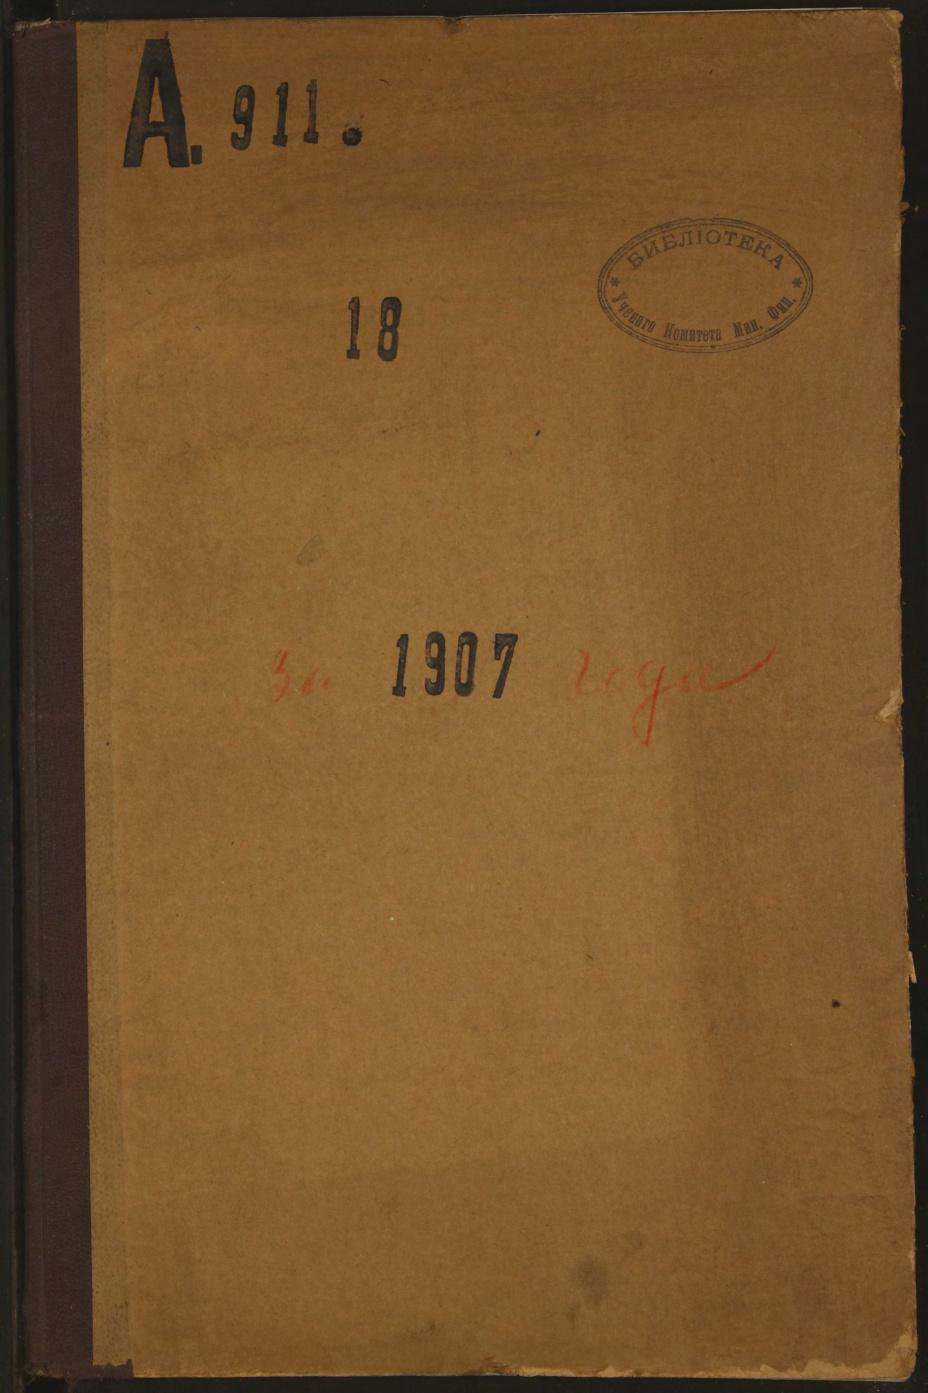 А. 911.
БИБЛІОТЕКА
Ученаго Комитета Мин. Фин.
18
за 1907 года